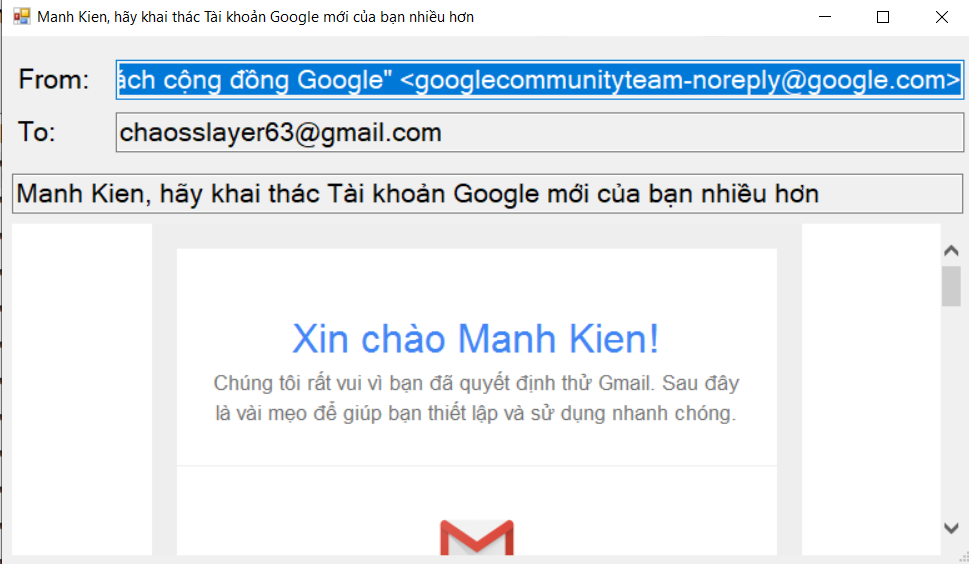 Manh Kien, hãy khai thác Tài khoản Google mới của bạn nhiều hơn
From: ách cộng đồng Google" <googlecommunityteam-noreply@google.com>
To: chaosslayer63@gmail.com
Manh Kien, hãy khai thác Tài khoản Google mới của bạn nhiều hơn
Xin chào Manh Kien!
Chúng tôi rất vui vì bạn đã quyết định thử Gmail. Sau đây
là vài mẹo để giúp bạn thiết lập và sử dụng nhanh chóng.